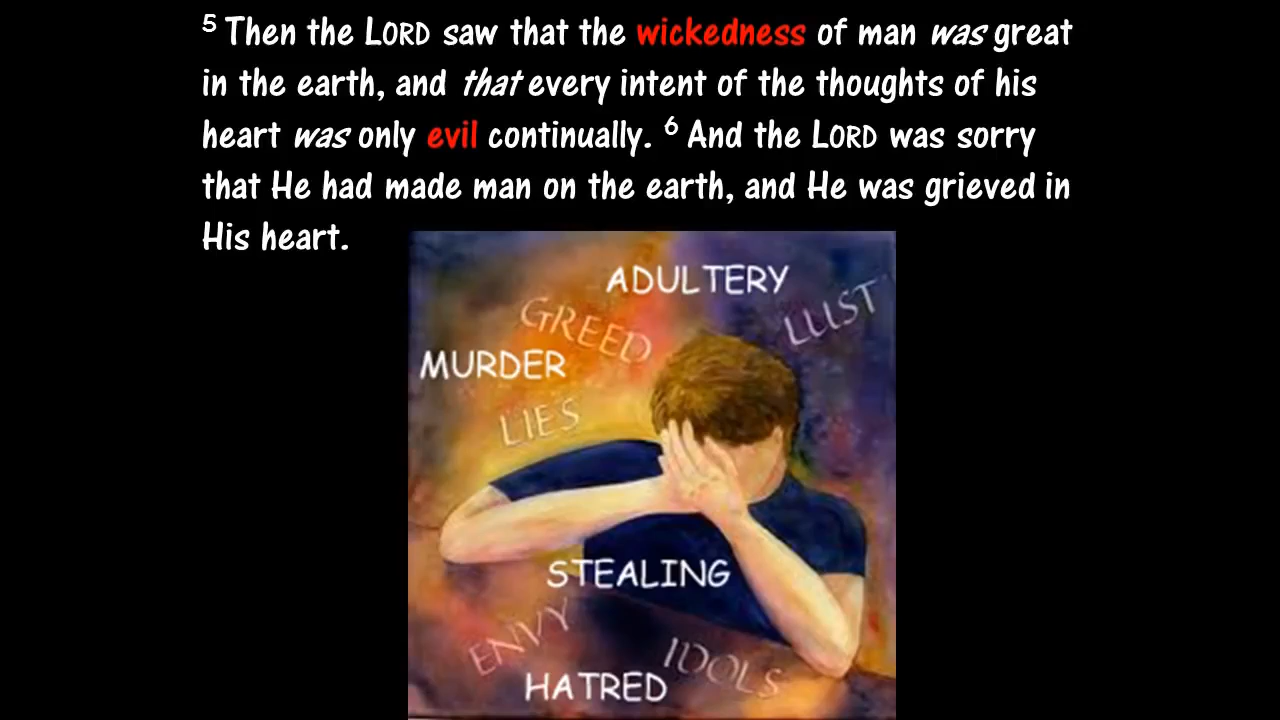 5 Then the LORD saw that the wickedness of man was great
in the earth, and that every intent of the thoughts of his
heart was only evil continually. 6 And the LORD was sorry
that He had made man on the earth, and He was grieved in
His heart.
ADULTERY
LUST
GREED
MURDER
LIES
STEALING
ENVY
IDOLS
HATRED